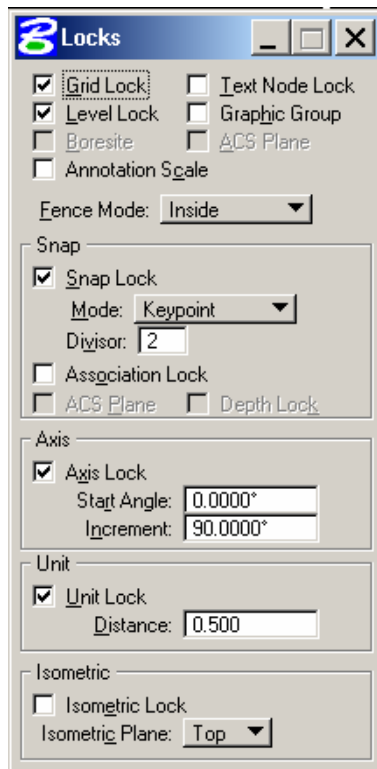 Locks
Grid Lock Text Node Lock
Level Lock Graphic Group
Boresite ACS Plane
Annotation Scale
Fence Mode: Inside
Snap
Snap Lock
Mode: Keypoint
Divisor: 2
Association Lock
ACS Plane Depth Lock
Axis
Axis Lock
Start Angle: 0.0000°
Increment: 90.0000°
Unit
Unit Lock
Distance: 0.500
Isometric
Isometric Lock
Isometric Plane: Top